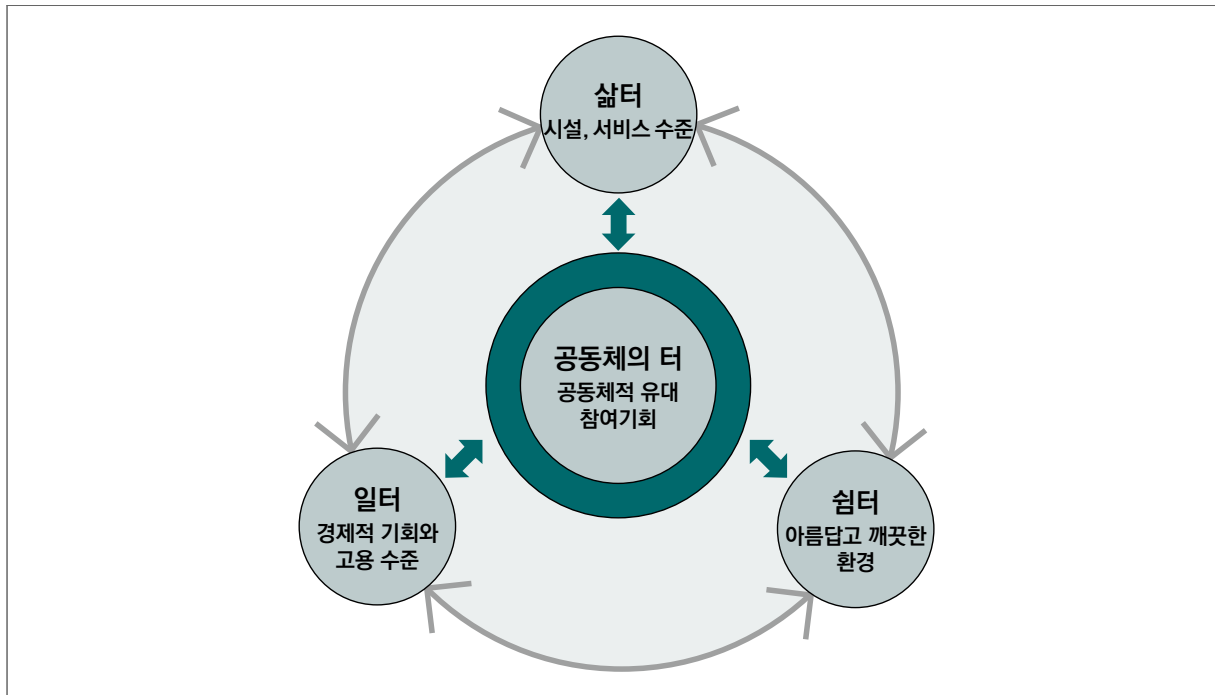 삶터
시설, 서비스 수준
공동체의 터
공동체적 유대
참여기회
일터
경제적 기회와
고용 수준
쉼터
아름답고 깨끗한
환경